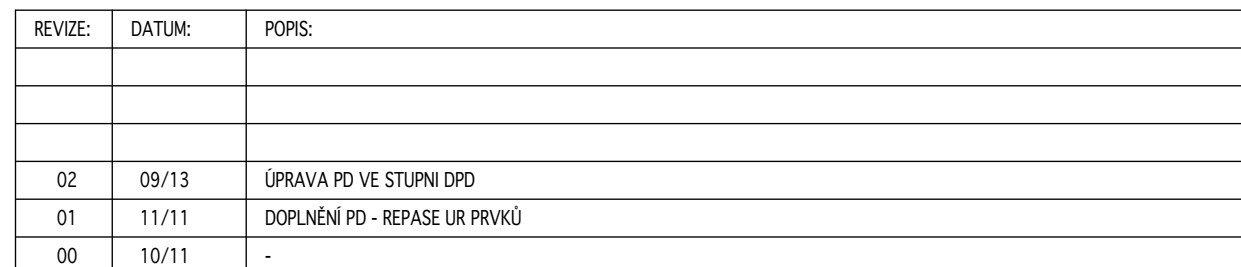 REVIZE: DATUM: POPIS:
02 09/13 ÚPRAVA PD VE STUPNI DPD
01 11/11 DOPLNĚNÍ PD - REPASE UR PRVKŮ
00 10/11 -